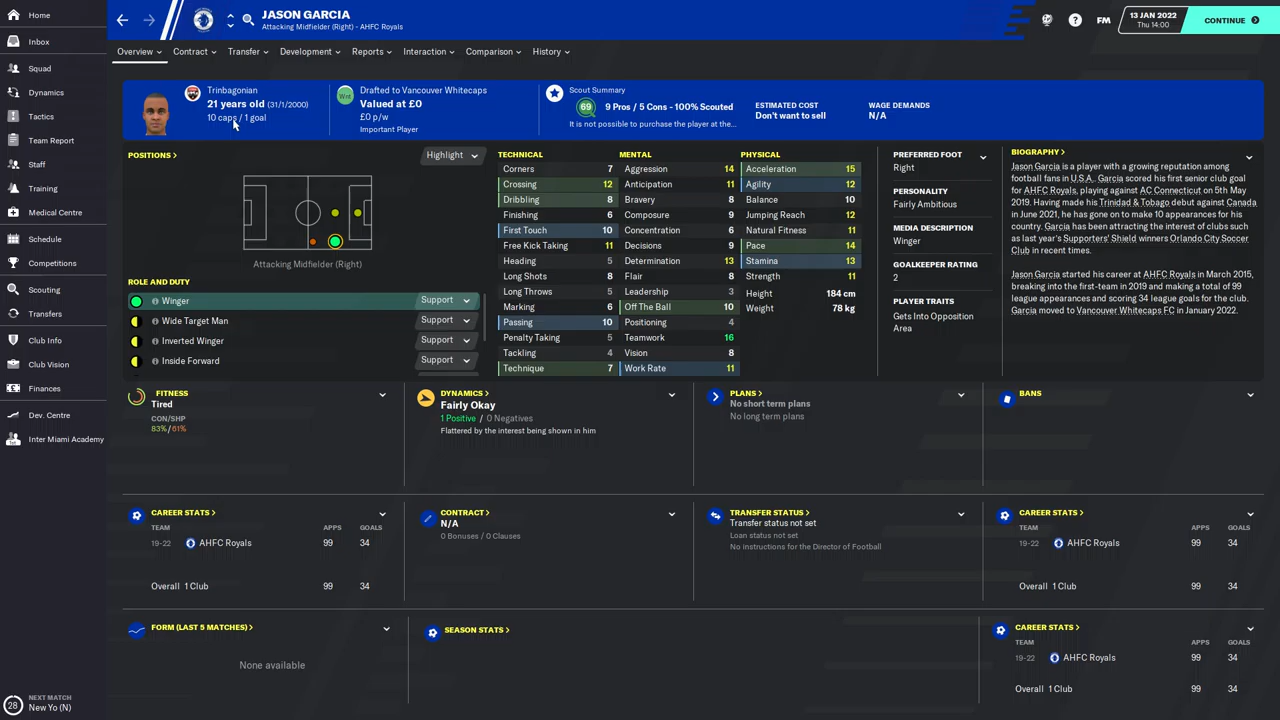 Home
Inbox
Squad
Dynamics
Tactics
Team Report
Staff
Training
Medical Centre
Schedule
Competitions
Scouting
Transfers
Club Info
Club Vision
Finances
Dev. Centre
Inter Miami Academy
28
NEXT MATCH
New Yo (N)
JASON GARCIA
Attacking Midfielder (Right) - AHFC Royals
FM
13 JAN 2022
Thu 14:00
CONTINUE
Overview
Contract
Transfer
Development
Reports
Interaction
Comparison
History
Trinbagonian
21 years old (31/1/2000)
10 caps / 1 goal
Drafted to Vancouver Whitecaps
Valued at £0
£0 p/w
Important Player
Scout Summary
69
9 Pros / 5 Cons - 100% Scouted
It is not possible to purchase the player at the...
ESTIMATED COST
Don't want to sell
WAGE DEMANDS
N/A
POSITIONS >
Highlight
Attacking Midfielder (Right)
ROLE AND DUTY
Winger Support
Wide Target Man Support
Inverted Winger Support
Inside Forward Support
TECHNICAL
Corners 7
Crossing 12
Dribbling 8
Finishing 6
First Touch 10
Free Kick Taking 11
Heading 5
Long Shots 8
Long Throws 5
Marking 6
Passing 10
Penalty Taking 5
Tackling 4
Technique 7
MENTAL
Aggression 14
Anticipation 11
Bravery 8
Composure 9
Concentration 6
Decisions 9
Determination 13
Flair 8
Leadership 3
Off The Ball 10
Positioning 4
Teamwork 16
Vision 8
Work Rate 11
PHYSICAL
Acceleration 15
Agility 12
Balance 10
Jumping Reach 12
Natural Fitness 11
Pace 14
Stamina 13
Strength 11
Height 184 cm
Weight 78 kg
PREFERRED FOOT
Right
PERSONALITY
Fairly Ambitious
MEDIA DESCRIPTION
Winger
GOALKEEPER RATING
2
PLAYER TRAITS
Gets Into Opposition
Area
BIOGRAPHY >
Jason Garcia is a player with a growing reputation
among football fans in U.S.A.. Garcia scored his first senior club
goal for AHFC Royals, playing against AC Connecticut on 5th May
2019. Having made his Trinidad & Tobago debut against Canada
in June 2021, he has gone on to make 10 appearances for his
country. Garcia has been attracting the interest of clubs such
as last year's Supporters' Shield winners Orlando City Soccer
Club in recent times.
Jason Garcia started his career at AHFC Royals in March 2015,
breaking into the first-team in 2019 and making a total of 99
league appearances and scoring 34 league goals for the club.
Garcia moved to Vancouver Whitecaps FC in January 2022.
FITNESS
Tired
CON/SHP
83%/61%
DYNAMICS >
Fairly Okay
1 Positive / 0 Negatives
Flattered by the interest being shown in him
PLANS >
No short term plans
No long term plans
BANS
CAREER STATS >
TEAM APPS GOALS
19-22 AHFC Royals 99 34
Overall 1 Club 99 34
CONTRACT >
N/A
0 Bonuses / 0 Clauses
TRANSFER STATUS >
Transfer status not set
Loan status not set
No instructions for the Director of Football
CAREER STATS >
TEAM APPS GOALS
19-22 AHFC Royals 99 34
Overall 1 Club 99 34
FORM (LAST 5 MATCHES) >
None available
SEASON STATS >
CAREER STATS >
TEAM APPS GOALS
19-22 AHFC Royals 99 34
Overall 1 Club 99 34